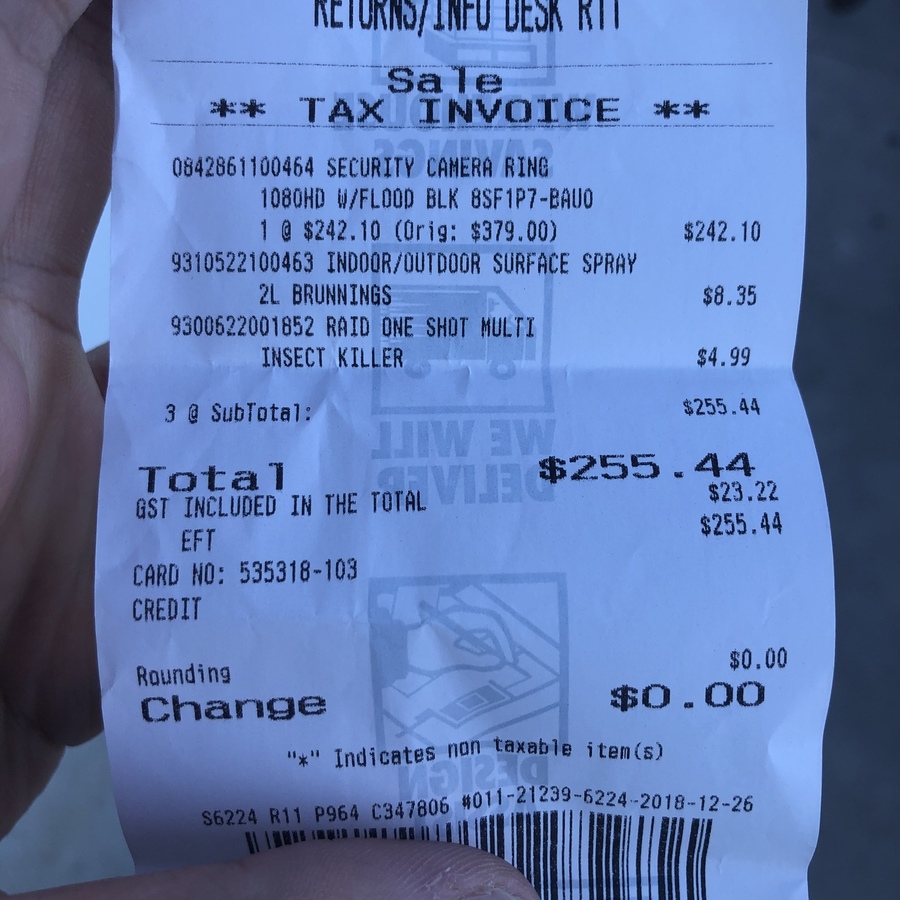 RETURNS/INFO DESK R11
Sale
** TAX INVOICE **
0842861100464 SECURITY CAMERA RING
1080HD W/FLOOD BLK 8SF1P7-BAU0
1 @ $242.10 (Orig: $379.00) $242.10
9310522100463 INDOOR/OUTDOOR SURFACE SPRAY
2L BRUNNINGS $8.35
9300622001852 RAID ONE SHOT MULTI
INSECT KILLER $4.99
3 @ SubTotal: $255.44
Total $255.44
GST INCLUDED IN THE TOTAL $23.22
EFT $255.44
CARD NO: 535318-103
CREDIT
Rounding $0.00
Change $0.00
"*" Indicates non taxable item(s)
S6224 R11 P964 C347806 #011-21239-6224-2018-12-26
WE WILL
DELIVER
DESIGN